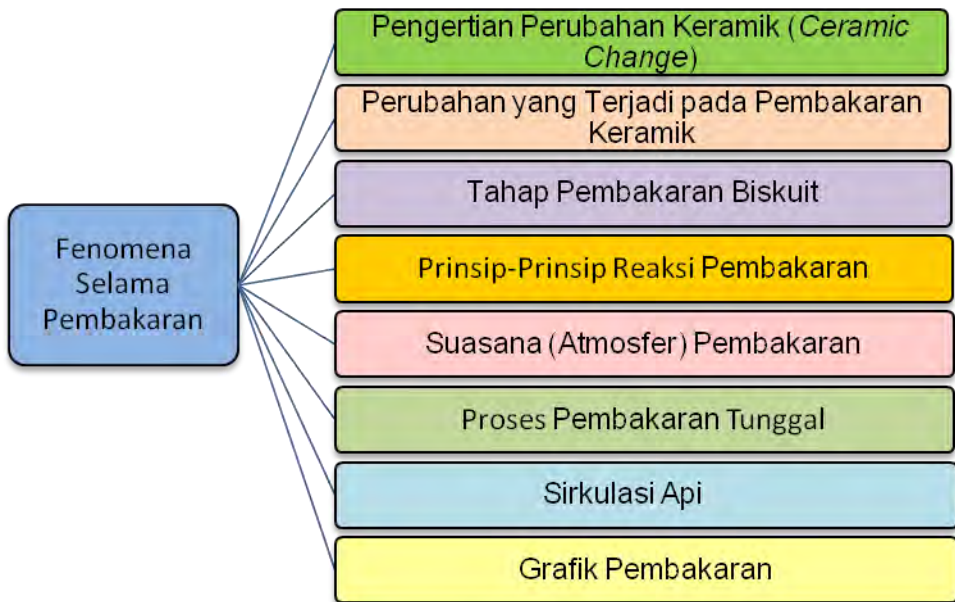 Pengertian Perubahan Keramik (Ceramic
Change)
Perubahan yang Terjadi pada Pembakaran
Keramik
Tahap Pembakaran Biskuit
Fenomena
Selama
Pembakaran
Prinsip-Prinsip Reaksi Pembakaran
Suasana (Atmosfer) Pembakaran
Proses Pembakaran Tunggal
Sirkulasi Api
Grafik Pembakaran